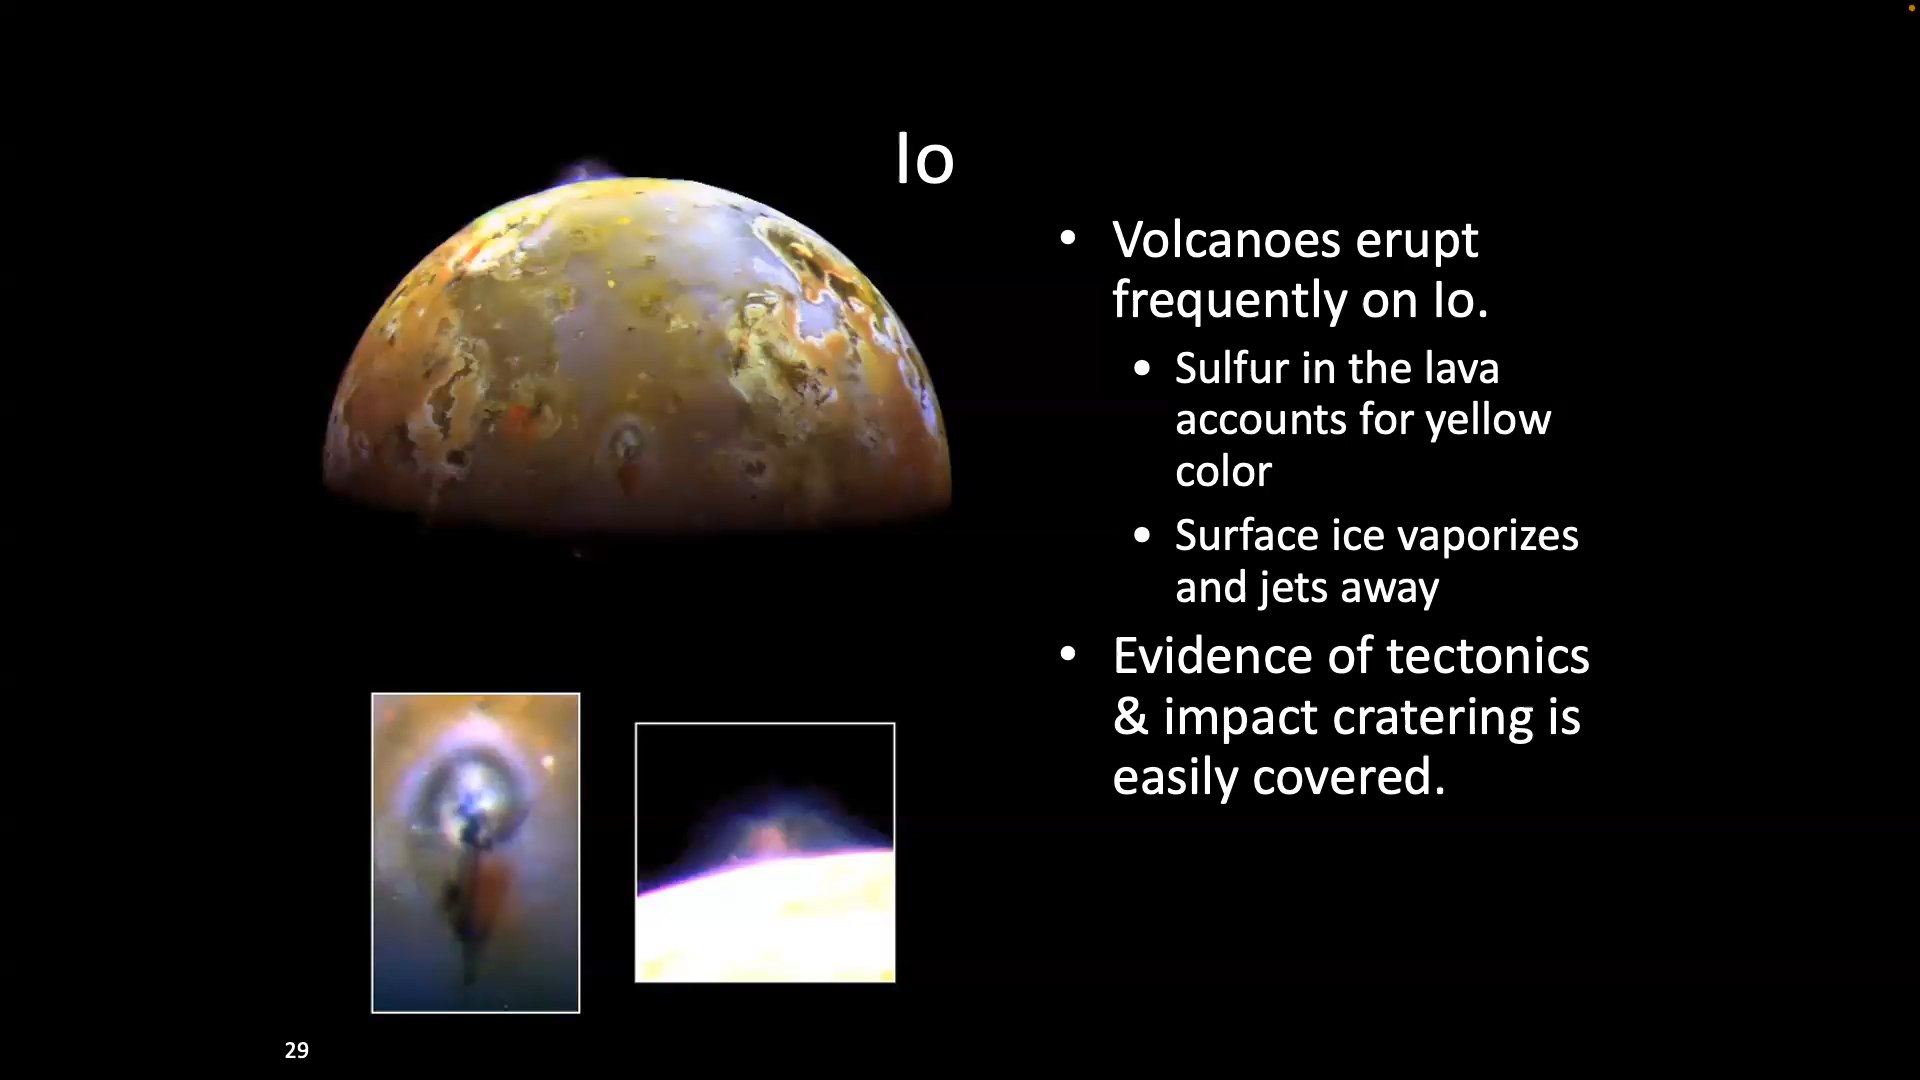 Io
• Volcanoes erupt
frequently on Io.
• Sulfur in the lava
accounts for yellow
color
• Surface ice vaporizes
and jets away
• Evidence of tectonics
& impact cratering is
easily covered.
29